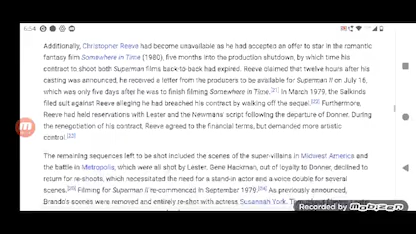 6:54
Additionally, Christopher Reeve had become unavailable as he had accepted an offer to star in the romantic
fantasy film Somewhere in Time (1980), five months into the production shutdown, by which time his
contract to shoot both Superman films back-to-back had expired. Reeve claimed that twelve hours after his
casting was announced, he received a letter from the producers to be available for Superman II on July 16,
which was only five days after he was to finish filming Somewhere in Time.[21] In March 1979, the Salkinds
filed suit against Reeve alleging he had breached his contract by walking off the sequel.[22] Furthermore,
Reeve had held reservations with Lester and the Newmans' script following the departure of Donner. During
the renegotiation of his contract, Reeve agreed to the financial terms, but demanded more artistic
control.[23]
The remaining sequences left to be shot included the scenes of the super-villains in Midwest America and
the battle in Metropolis, which were all shot by Lester. Gene Hackman, out of loyalty to Donner, declined to
return for re-shoots, which necessitated the need for a stand-in actor and a voice double for several
scenes. Filming for Superman II re-commenced in September 1979.[24] As previously announced,
Brando's scenes were removed and entirely re-shot with actress Susannah York.
Recorded by Mobizen